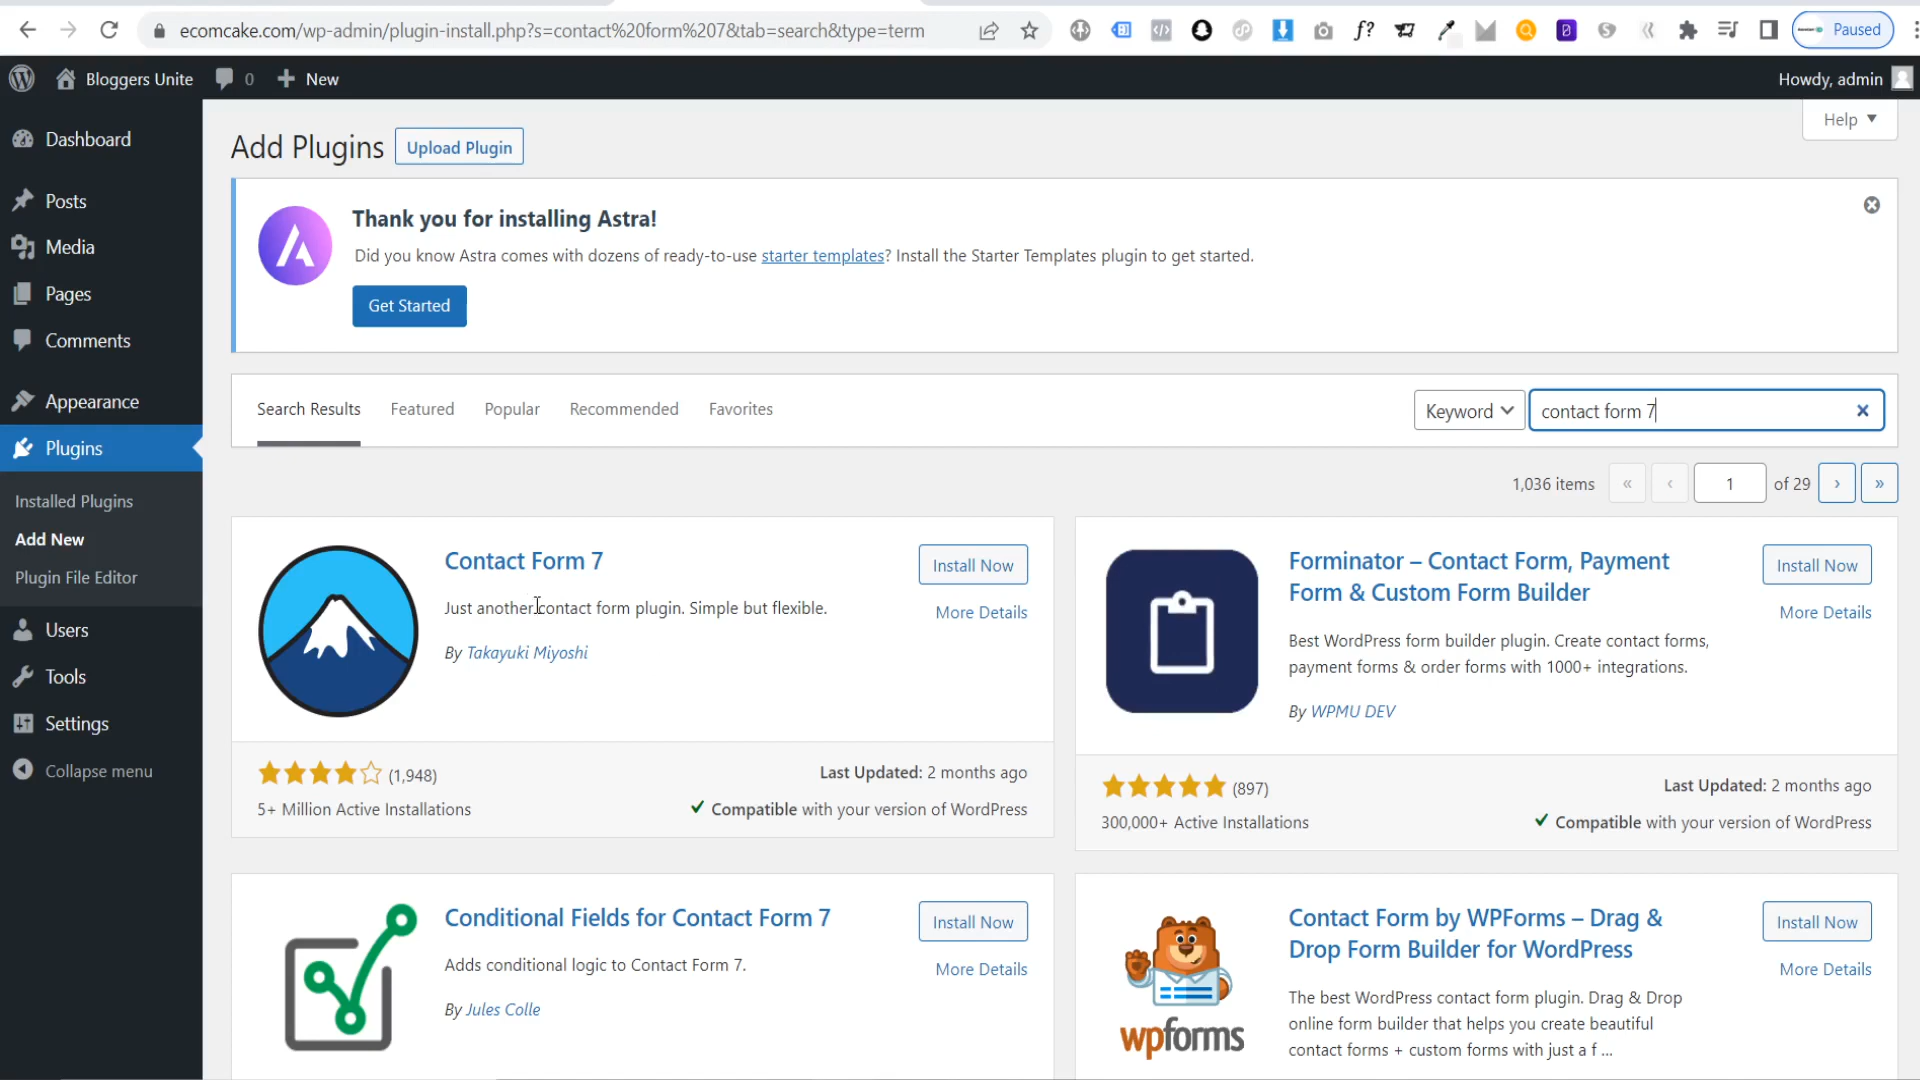 ecomcake.com/wp-admin/plugin-install.php?s=contact%20form%207&tab=search&type=term
f?
Paused
Bloggers Unite
0
New
Howdy, admin
Help
Dashboard
Posts
Media
Pages
Comments
Appearance
Plugins
Installed Plugins
Add New
Plugin File Editor
Users
Tools
Settings
Collapse menu
Add Plugins
Upload Plugin
Thank you for installing Astra!
Did you know Astra comes with dozens of ready-to-use starter templates? Install the Starter Templates plugin to get started.
Get Started
Search Results Featured Popular Recommended Favorites
Keyword
contact form 7
1,036 items « ‹ 1 of 29 › »
Contact Form 7
Install Now
Just another contact form plugin. Simple but flexible.
More Details
By Takayuki Miyoshi
(1,948)
Last Updated: 2 months ago
5+ Million Active Installations
Compatible with your version of WordPress
Forminator – Contact Form, Payment
Form & Custom Form Builder
Install Now
More Details
Best WordPress form builder plugin. Create contact forms,
payment forms & order forms with 1000+ integrations.
By WPMU DEV
(897)
Last Updated: 2 months ago
300,000+ Active Installations
Compatible with your version of WordPress
Conditional Fields for Contact Form 7
Install Now
Adds conditional logic to Contact Form 7.
More Details
By Jules Colle
wpforms
Contact Form by WPForms – Drag &
Drop Form Builder for WordPress
Install Now
More Details
The best WordPress contact form plugin. Drag & Drop
online form builder that helps you create beautiful
contact forms + custom forms with just a f ...